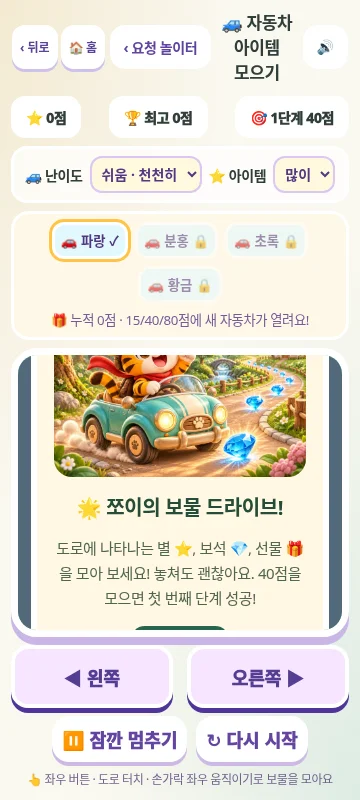 ‹ 뒤로
🏠 홈
‹ 요청 놀이터
🚙 자동차
아이템
모으기
🔊
⭐ 0점
🏆 최고 0점
🎯 1단계 40점
🚙 난이도
쉬움 · 천천히
⭐ 아이템
많이
🚗 파랑 ✓
🚗 분홍 🔒
🚗 초록 🔒
🚗 황금 🔒
🎁 누적 0점 · 15/40/80점에 새 자동차가 열려요!
🌟 쪼이의 보물 드라이브!
도로에 나타나는 별 ⭐, 보석 💎, 선물 🎁
을 모아 보세요! 놓쳐도 괜찮아요. 40점을
모으면 첫 번째 단계 성공!
◀ 왼쪽
오른쪽 ▶
⏸️ 잠깐 멈추기
↻ 다시 시작
👆 좌우 버튼 · 도로 터치 · 손가락 좌우 움직이기로 보물을 모아요